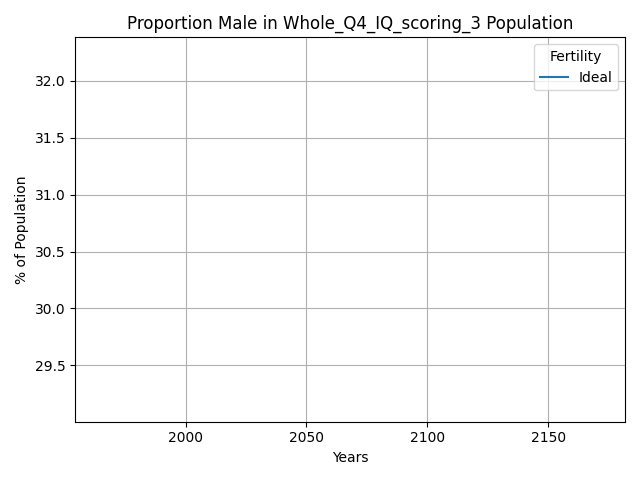 Proportion Male in Whole_Q4_IQ_scoring_3 Population
Fertility
Ideal
32.0
31.5
31.0
30.5
30.0
29.5
% of Population
2000 2050 2100 2150
Years